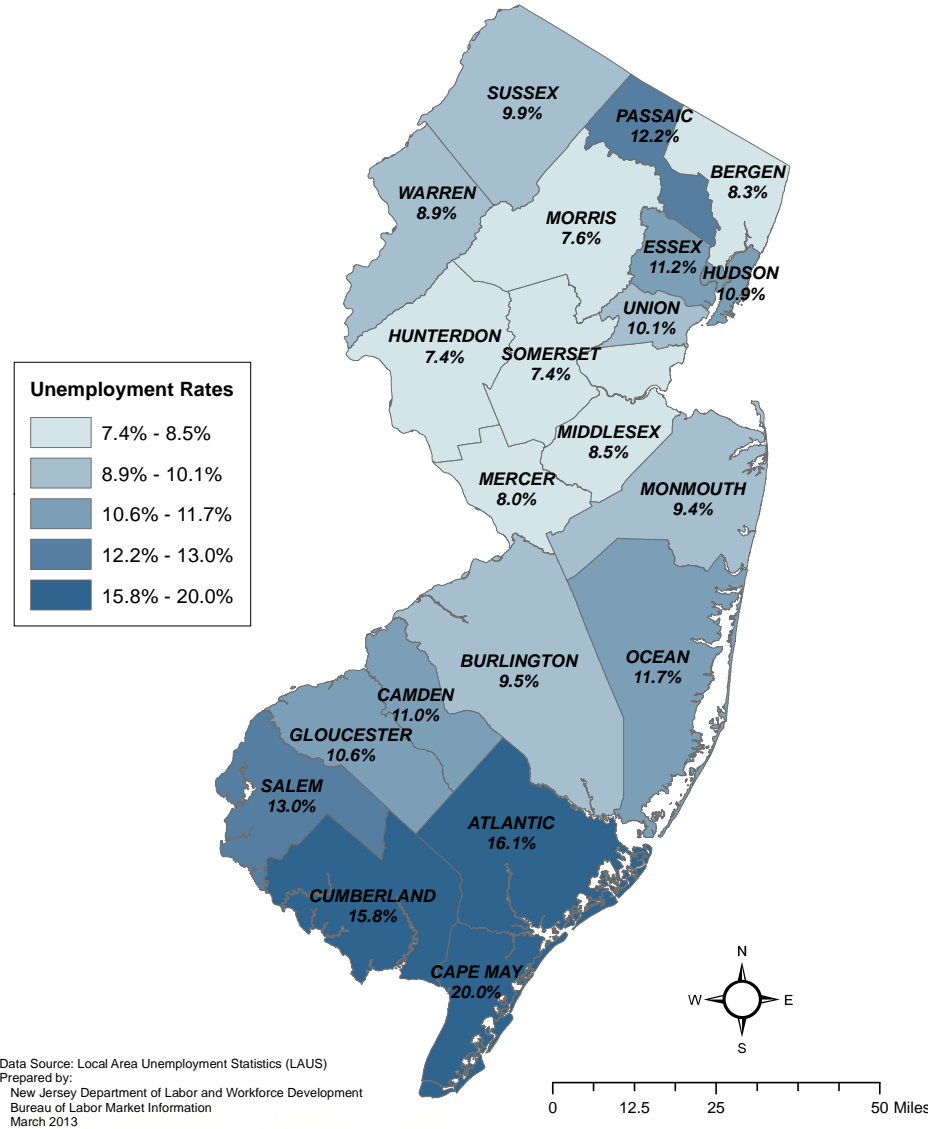 SUSSEX
9.9%
PASSAIC
12.2%
BERGEN
8.3%
WARREN
8.9%
MORRIS
7.6%
ESSEX
11.2%
HUDSON
10.9%
UNION
10.1%
HUNTERDON
7.4%
SOMERSET
7.4%
MIDDLESEX
8.5%
MERCER
8.0%
MONMOUTH
9.4%
Unemployment Rates
7.4% - 8.5%
8.9% - 10.1%
10.6% - 11.7%
12.2% - 13.0%
15.8% - 20.0%
BURLINGTON
9.5%
OCEAN
11.7%
CAMDEN
11.0%
GLOUCESTER
10.6%
SALEM
13.0%
ATLANTIC
16.1%
CUMBERLAND
15.8%
CAPE MAY
20.0%
N
W E
S
Data Source: Local Area Unemployment Statistics (LAUS)
Prepared by:
New Jersey Department of Labor and Workforce Development
Bureau of Labor Market Information
March 2013
0 12.5 25 50 Miles